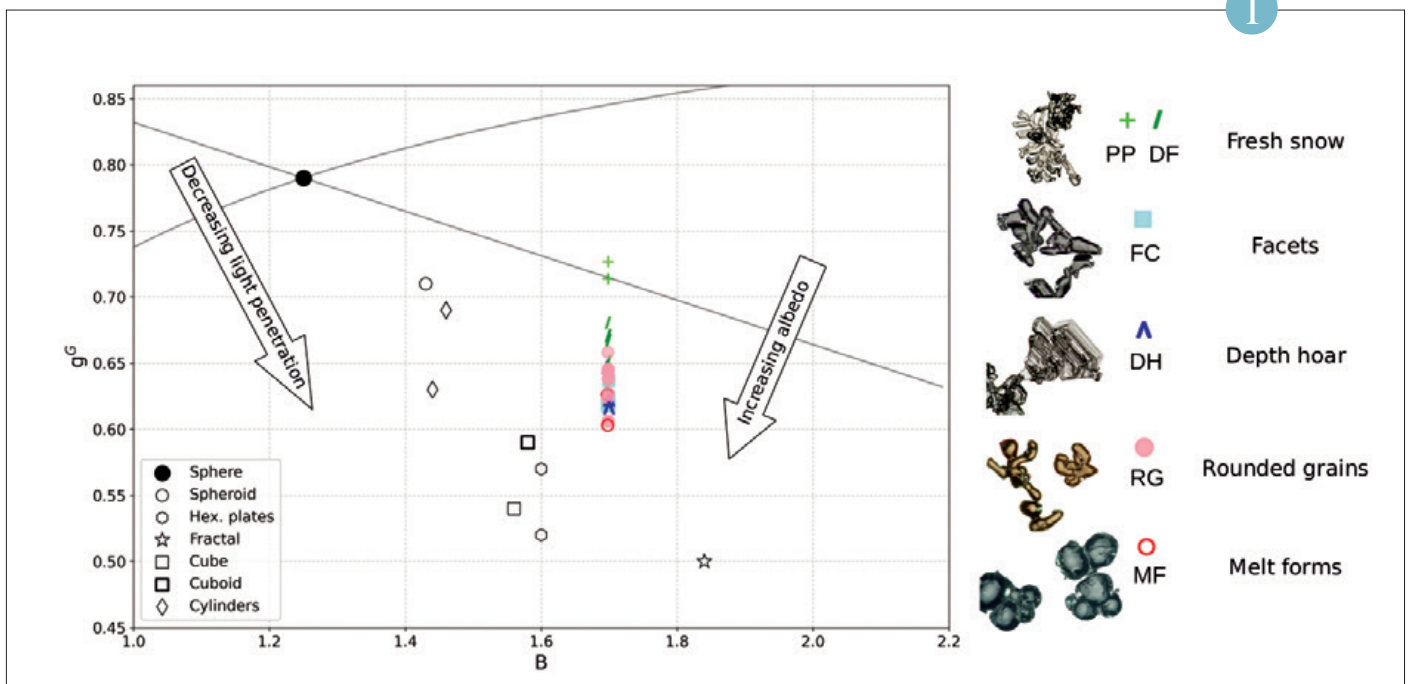 1
0.85
0.80
0.75
0.70
0.65
0.60
0.55
0.50
0.45
g^G
1.0 1.2 1.4 1.6 1.8 2.0 2.2
B
Decreasing light penetration
Increasing albedo
Sphere
Spheroid
Hex. plates
Fractal
Cube
Cuboid
Cylinders
PP DF Fresh snow
FC Facets
DH Depth hoar
RG Rounded grains
MF Melt forms